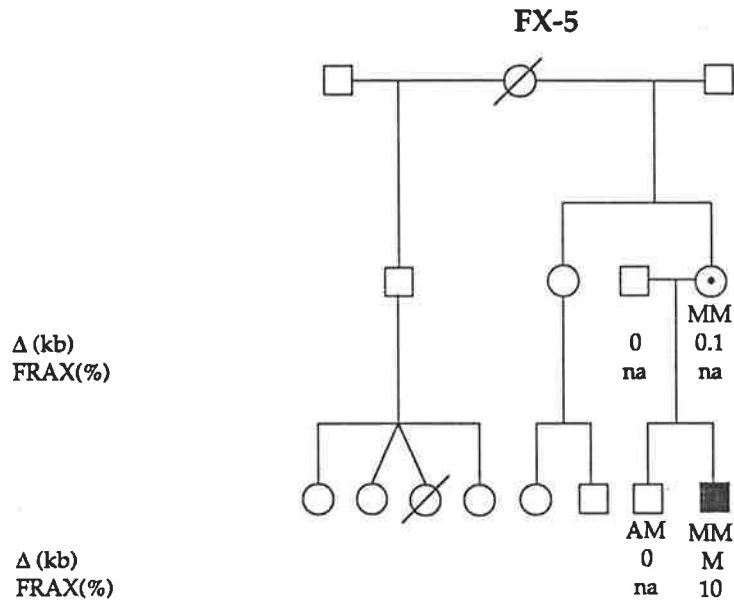 FX-5
MM
Δ (kb) 0 0.1
FRAX(%) na na
AM MM
Δ (kb) 0 M
FRAX(%) na 10